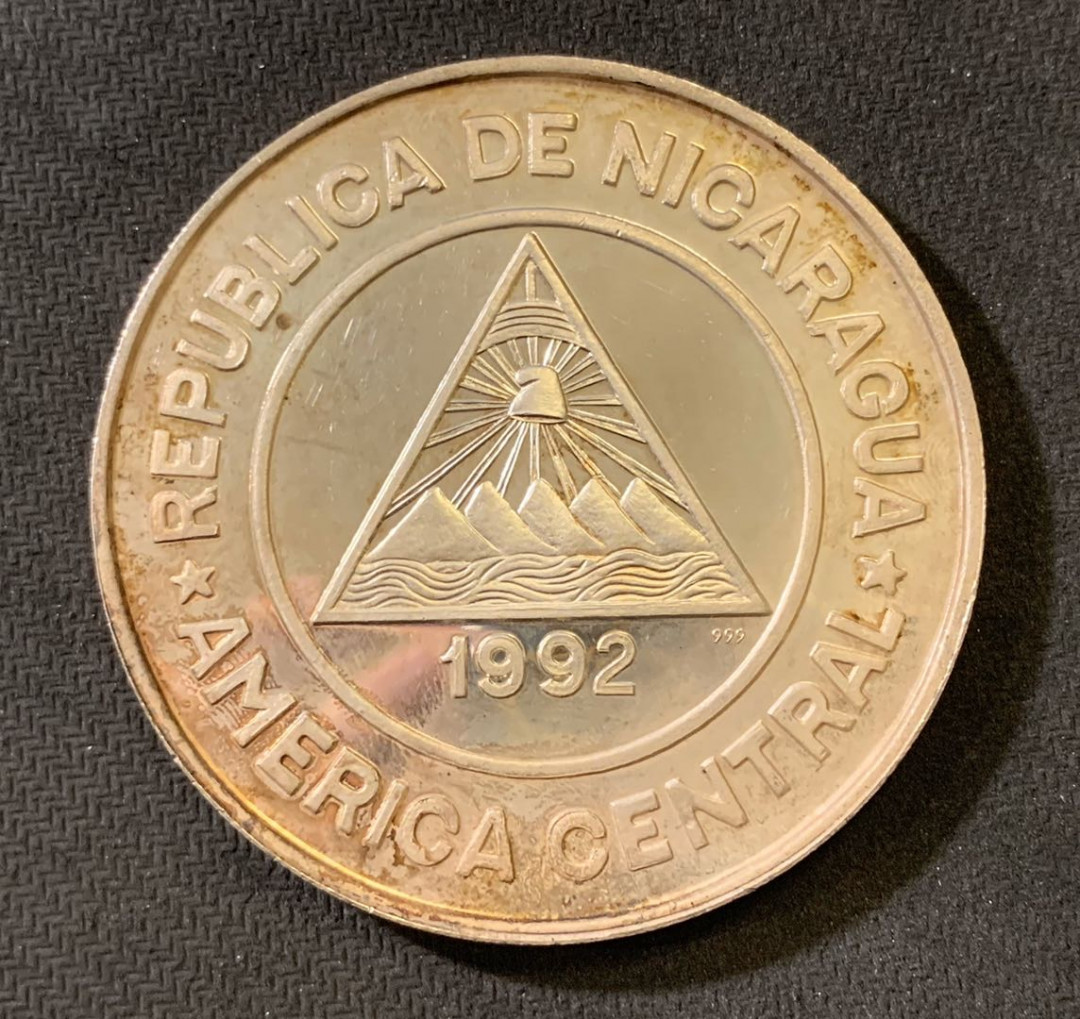 REPUBLICA DE NICARAGUA
999
1992
AMERICA CENTRAL